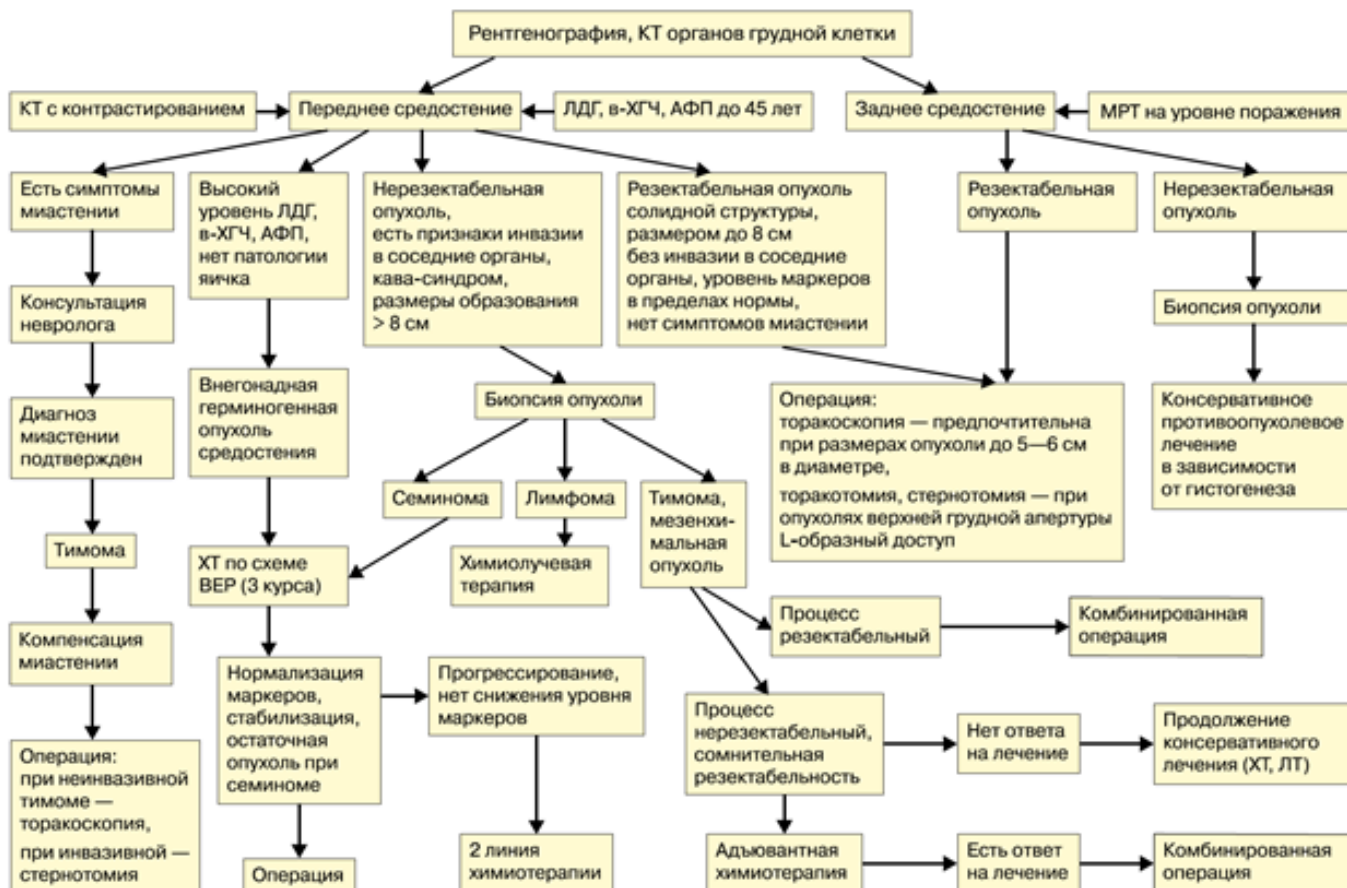 Рентгенография, КТ органов грудной клетки
КТ с контрастированием
Переднее средостение
ЛДГ, в-ХГЧ, АФП до 45 лет
Заднее средостение
МРТ на уровне поражения
Есть симптомы
миастении
Высокий
уровень ЛДГ,
в-ХГЧ, АФП,
нет патологии
яичка
Нерезектабельная
опухоль,
есть признаки инвазии
в соседние органы,
кава-синдром,
размеры образования
> 8 см
Резектабельная опухоль
солидной структуры,
размером до 8 см
без инвазии в соседние
органы, уровень маркеров
в пределах нормы,
нет симптомов миастении
Резектабельная
опухоль
Нерезектабельная
опухоль
Консультация
невролога
Биопсия опухоли
Внегонадная
герминогенная
опухоль
средостения
Биопсия опухоли
Операция:
торакоскопия — предпочтительна
при размерах опухоли до 5—6 см
в диаметре,
торакотомия, стернотомия — при
опухолях верхней грудной апертуры
L-образный доступ
Консервативное
противоопухолевое
лечение
в зависимости
от гистогенеза
Диагноз
миастении
подтвержден
Семинома
Лимфома
Тимома,
мезенхи-
мальная
опухоль
Тимома
ХТ по схеме
ВЕР (3 курса)
Химиолучевая
терапия
Процесс
резектабельный
Комбинированная
операция
Компенсация
миастении
Нормализация
маркеров,
стабилизация,
остаточная
опухоль при
семиноме
Прогрессирование,
нет снижения уровня
маркеров
Процесс
нерезектабельный,
сомнительная
резектабельность
Нет ответа
на лечение
Продолжение
консервативного
лечения (ХТ, ЛТ)
Операция:
при неинвазивной
тимоме —
торакоскопия,
при инвазивной —
стернотомия
Операция
2 линия
химиотерапии
Адъювантная
химиотерапия
Есть ответ
на лечение
Комбинированная
операция